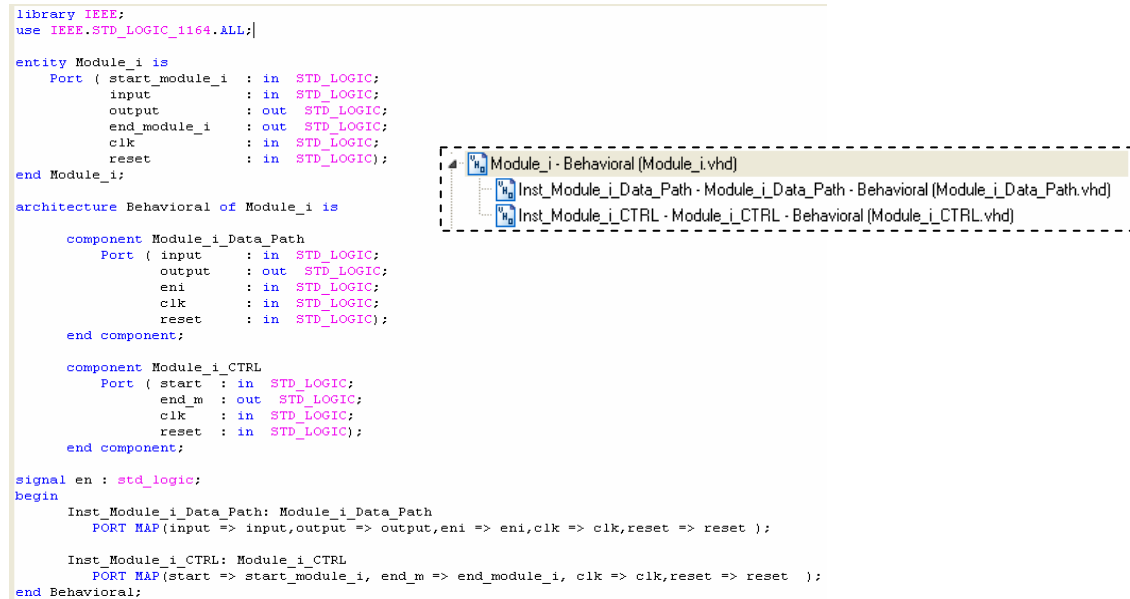 library IEEE;
use IEEE.STD_LOGIC_1164.ALL;
entity Module_i is
Port ( start_module_i : in STD_LOGIC;
input : in STD_LOGIC;
output : out STD_LOGIC;
end_module_i : out STD_LOGIC;
clk : in STD_LOGIC;
reset : in STD_LOGIC);
end Module_i;
architecture Behavioral of Module_i is
component Module_i_Data_Path
Port ( input : in STD_LOGIC;
output : out STD_LOGIC;
eni : in STD_LOGIC;
clk : in STD_LOGIC;
reset : in STD_LOGIC);
end component;
component Module_i_CTRL
Port ( start : in STD_LOGIC;
end_m : out STD_LOGIC;
clk : in STD_LOGIC;
reset : in STD_LOGIC);
end component;
signal en : std_logic;
begin
Inst_Module_i_Data_Path: Module_i_Data_Path
PORT MAP(input => input,output => output,eni => eni,clk => clk,reset => reset );
Inst_Module_i_CTRL: Module_i_CTRL
PORT MAP(start => start_module_i, end_m => end_module_i, clk => clk,reset => reset );
end Behavioral;
Module_i - Behavioral (Module_i.vhd)
Inst_Module_i_Data_Path - Module_i_Data_Path - Behavioral (Module_i_Data_Path.vhd)
Inst_Module_i_CTRL - Module_i_CTRL - Behavioral (Module_i_CTRL.vhd)